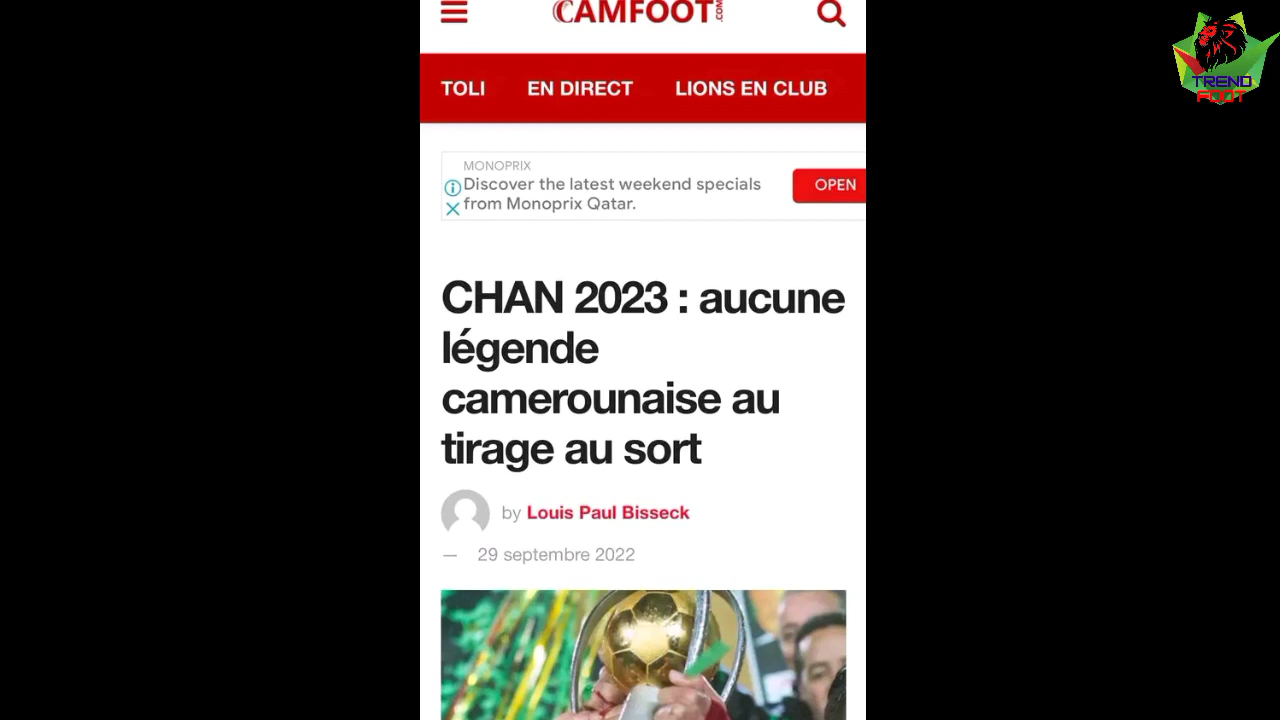 CAMFOOT.COM
TREND
FOOT
TOLI EN DIRECT LIONS EN CLUB
MONOPRIX
Discover the latest weekend specials
from Monoprix Qatar.
OPEN
CHAN 2023 : aucune
légende
camerounaise au
tirage au sort
by Louis Paul Bisseck
— 29 septembre 2022